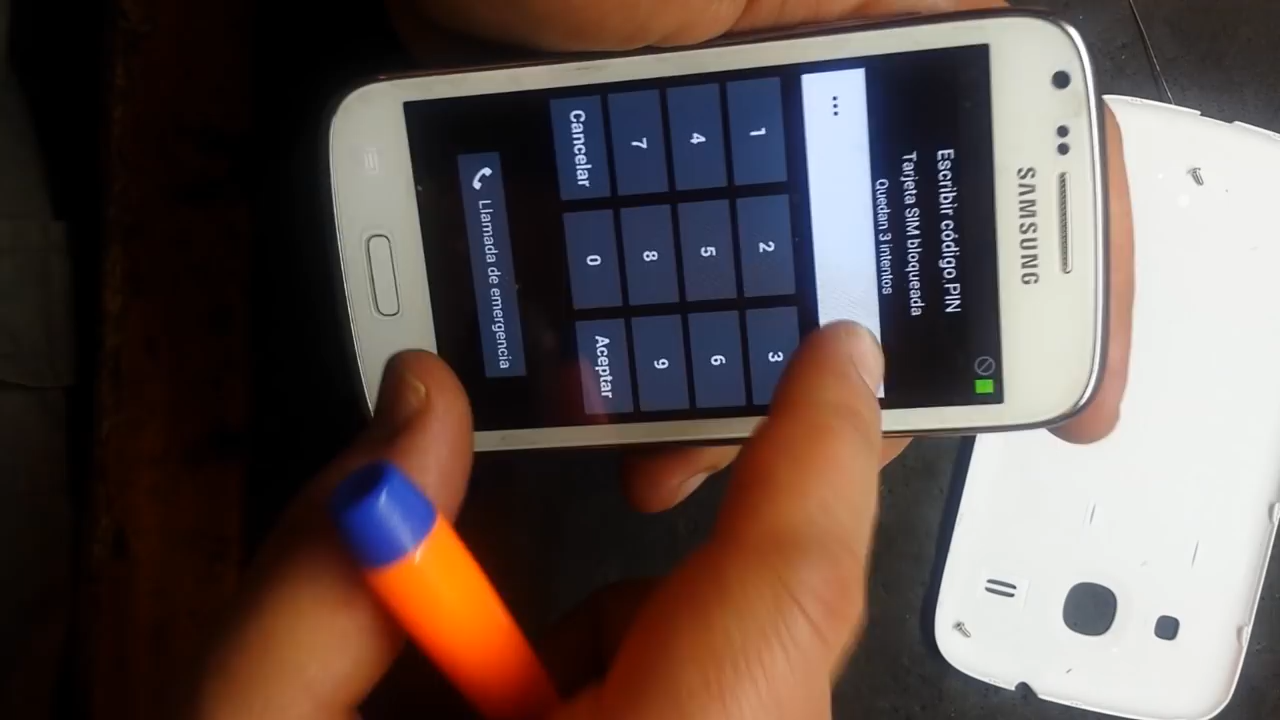 SAMSUNG
Escribir código PIN
Tarjeta SIM bloqueada
Quedan 3 intentos
...
1 2 3
4 5 6
7 8 9
Cancelar 0 Aceptar
Llamada de emergencia